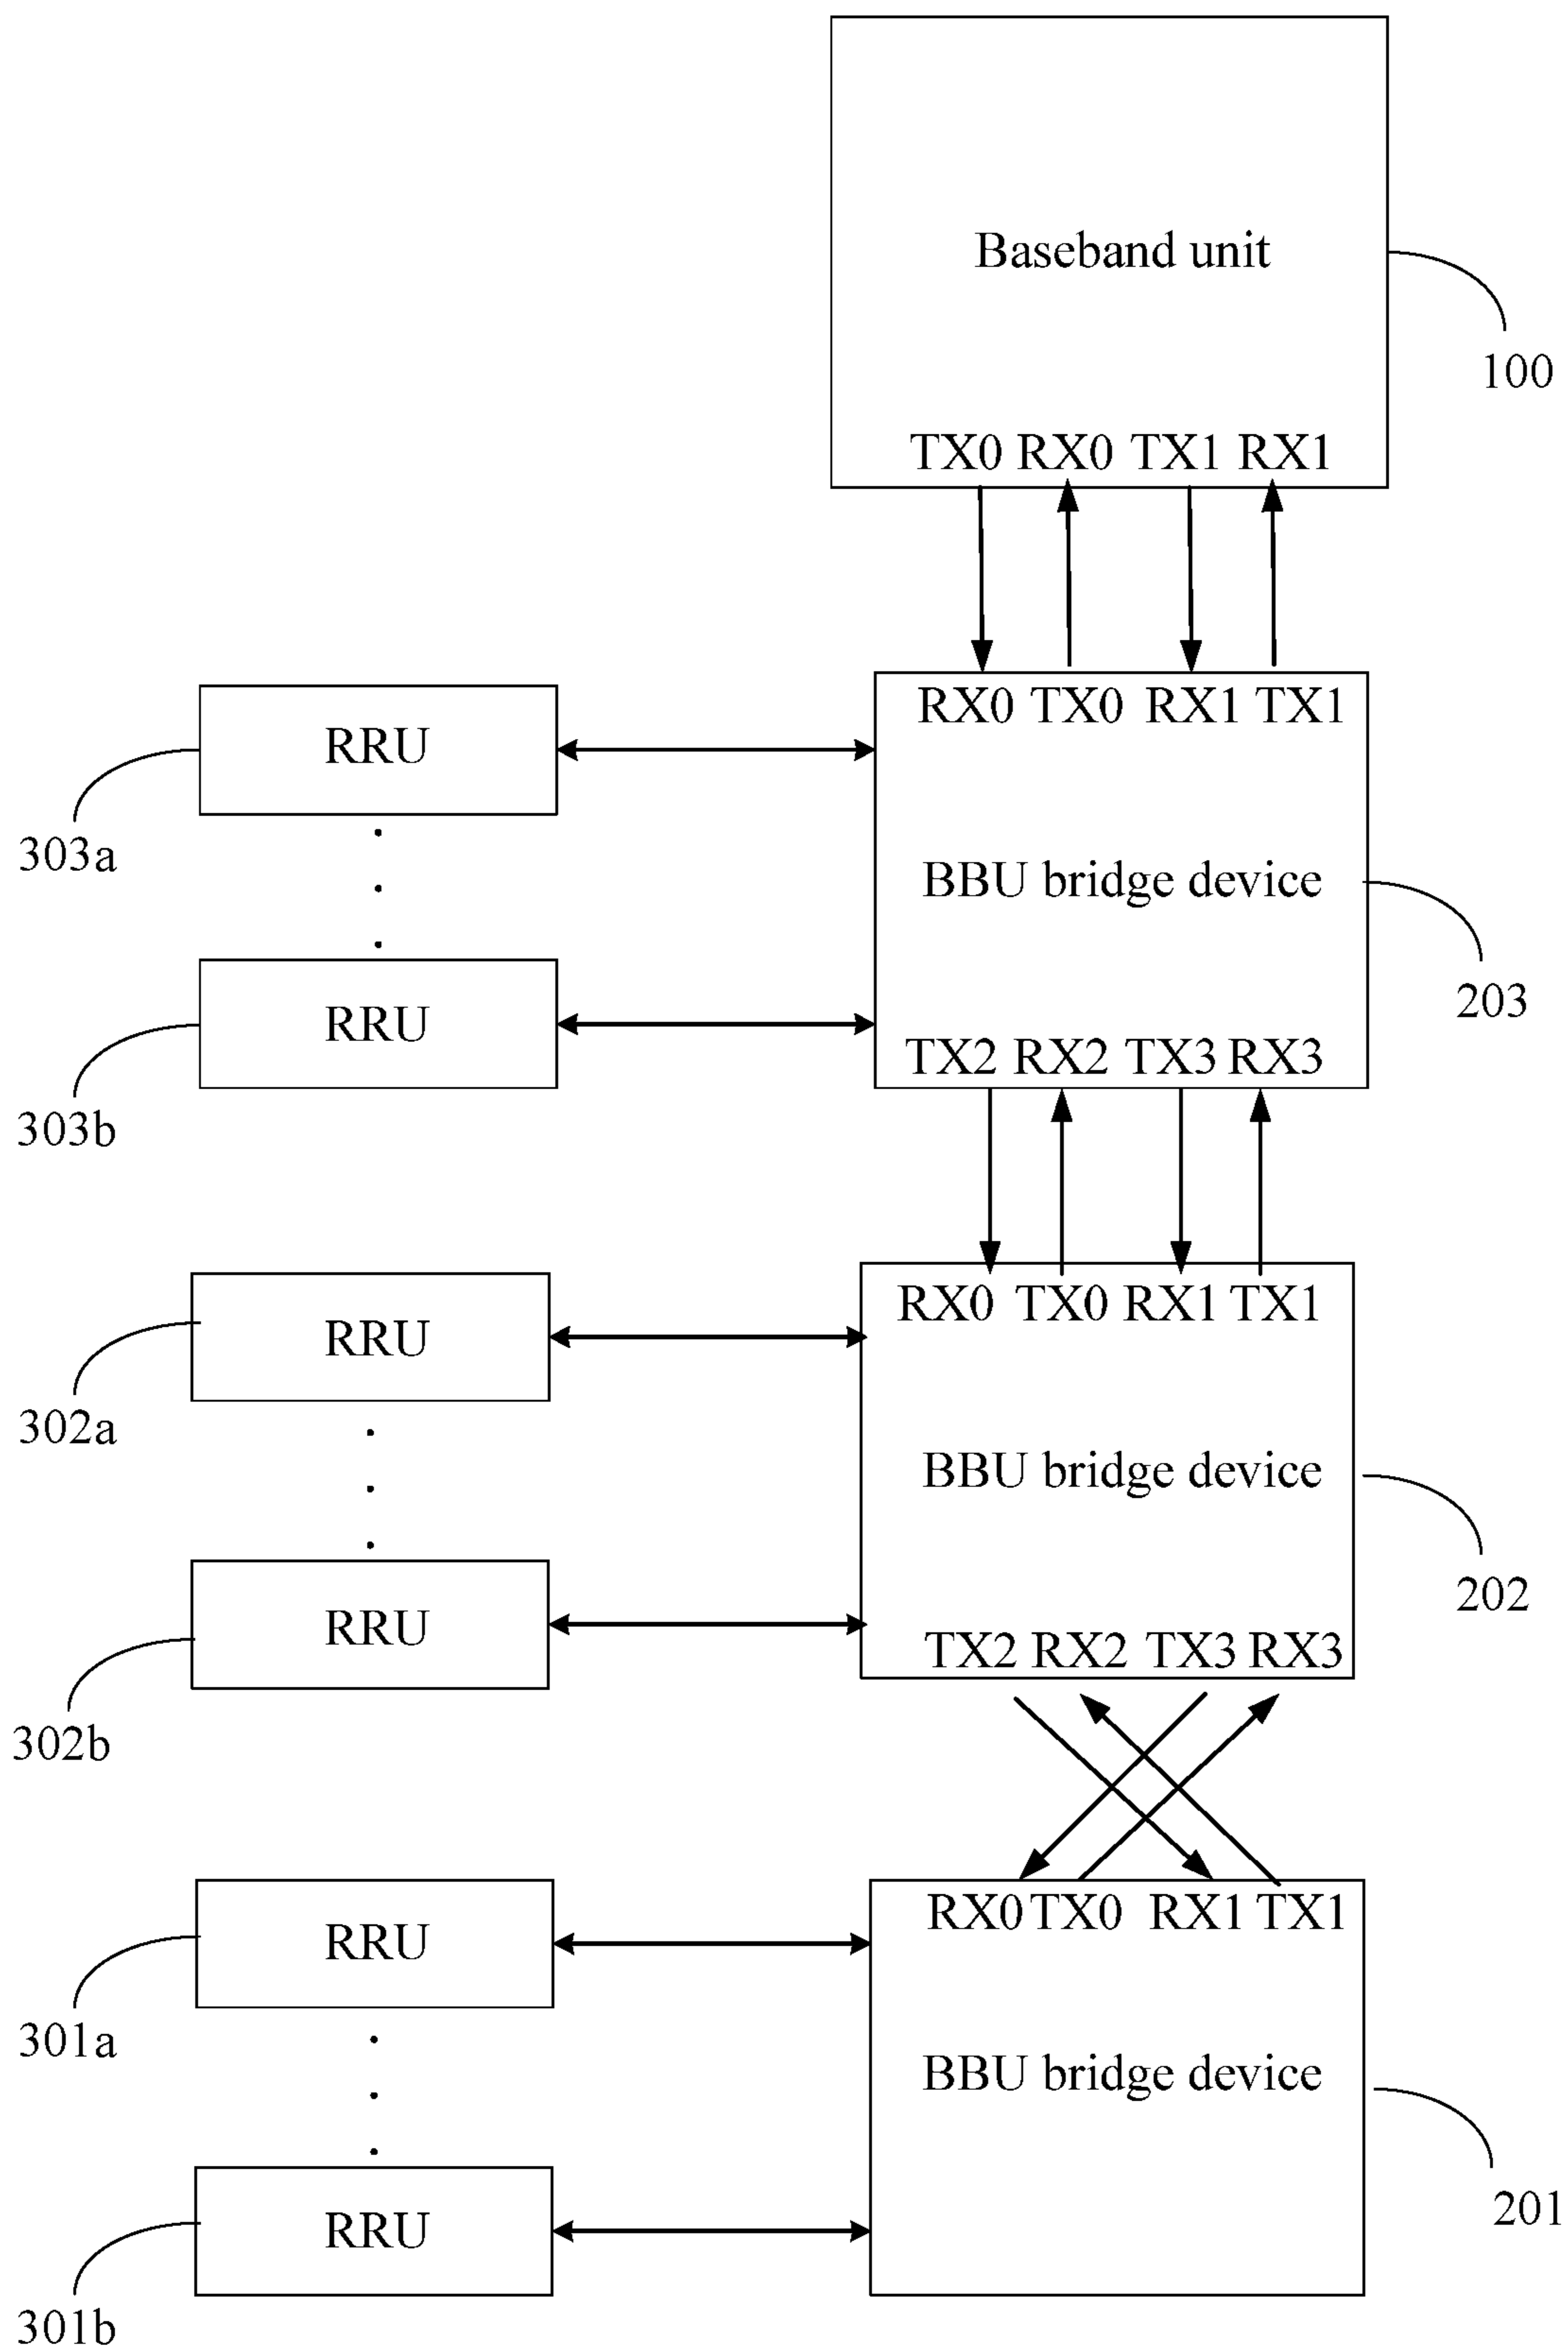 Baseband unit
100
TX0 RX0 TX1 RX1
RX0 TX0 RX1 TX1
RRU
303a
BBU bridge device
203
RRU
303b
TX2 RX2 TX3 RX3
RX0 TX0 RX1 TX1
RRU
302a
BBU bridge device
202
RRU
302b
TX2 RX2 TX3 RX3
RX0 TX0 RX1 TX1
RRU
301a
BBU bridge device
201
RRU
301b